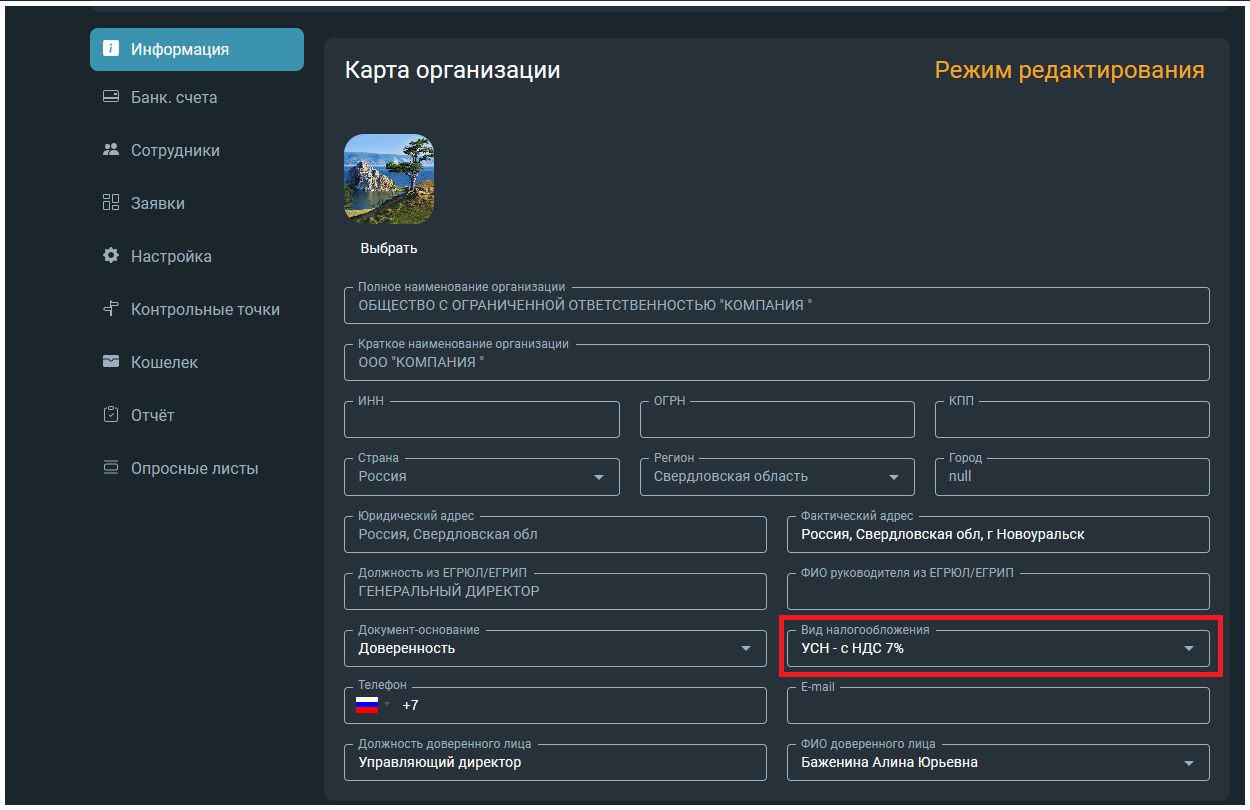 Информация
Банк. счета
Сотрудники
Заявки
Настройка
Контрольные точки
Кошелек
Отчёт
Опросные листы
Карта организации
Режим редактирования
Выбрать
Полное наименование организации
ОБЩЕСТВО С ОГРАНИЧЕННОЙ ОТВЕТСТВЕННОСТЬЮ "КОМПАНИЯ "
Краткое наименование организации
ООО "КОМПАНИЯ "
ИНН
ОГРН
КПП
Страна
Россия
Регион
Свердловская область
Город
null
Юридический адрес
Россия, Свердловская обл
Фактический адрес
Россия, Свердловская обл, г Новоуральск
Должность из ЕГРЮЛ/ЕГРИП
ГЕНЕРАЛЬНЫЙ ДИРЕКТОР
ФИО руководителя из ЕГРЮЛ/ЕГРИП
Документ-основание
Доверенность
Вид налогообложения
УСН - с НДС 7%
Телефон
+7
E-mail
Должность доверенного лица
Управляющий директор
ФИО доверенного лица
Баженина Алина Юрьевна